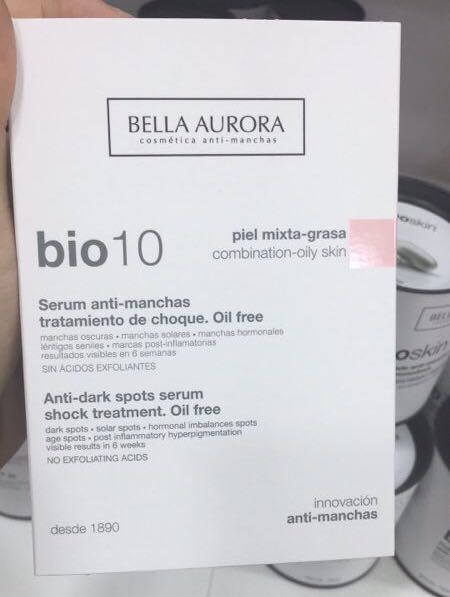 BELLA AURORA
cosmética anti-manchas
bio10
piel mixta-grasa
combination-oily skin
Serum anti-manchas
tratamiento de choque. Oil free
manchas oscuras • manchas solares • manchas hormonales
léntigos seniles • marcas post-inflamatorias
resultados visibles en 6 semanas
SIN ÁCIDOS EXFOLIANTES
Anti-dark spots serum
shock treatment. Oil free
dark spots • solar spots • hormonal imbalances spots
age spots • post inflammatory hyperpigmentation
visible results in 6 weeks
NO EXFOLIATING ACIDS
innovación
anti-manchas
desde 1890